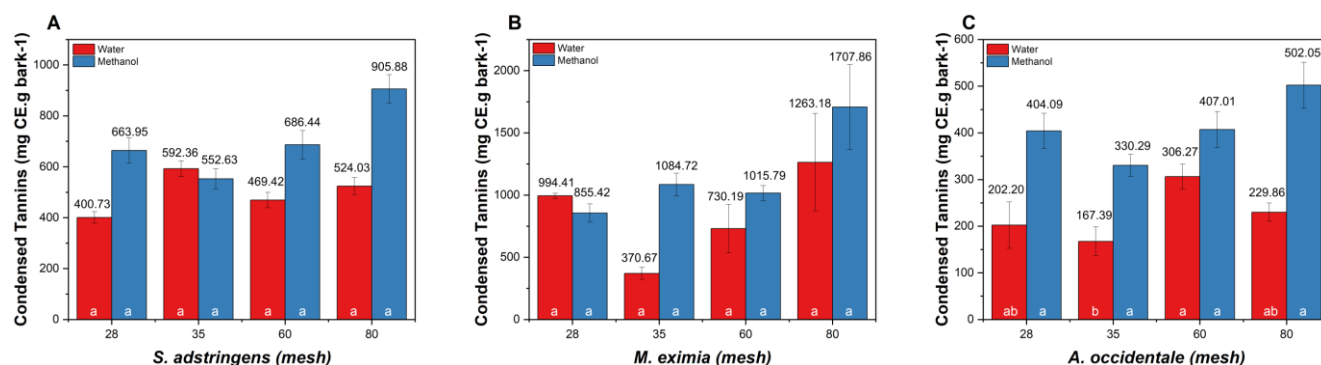 A
Water
Methanol
Condensed Tannins (mg CE.g bark-1)
1000
800
600
400
200
0
400.73
663.95
592.36
552.63
469.42
686.44
524.03
905.88
a a a a a a a a
28 35 60 80
S. adstringens (mesh)
B
Water
Methanol
Condensed Tannins (mg CE.g bark-1)
2000
1750
1500
1250
1000
750
500
250
0
994.41
855.42
370.67
1084.72
730.19
1015.79
1263.18
1707.86
a a a a a a a a
28 35 60 80
M. eximia (mesh)
C
Water
Methanol
Condensed Tannins (mg CE.g bark-1)
600
500
400
300
200
100
0
202.20
404.09
167.39
330.29
306.27
407.01
229.86
502.05
ab a b a a a ab a
28 35 60 80
A. occidentale (mesh)